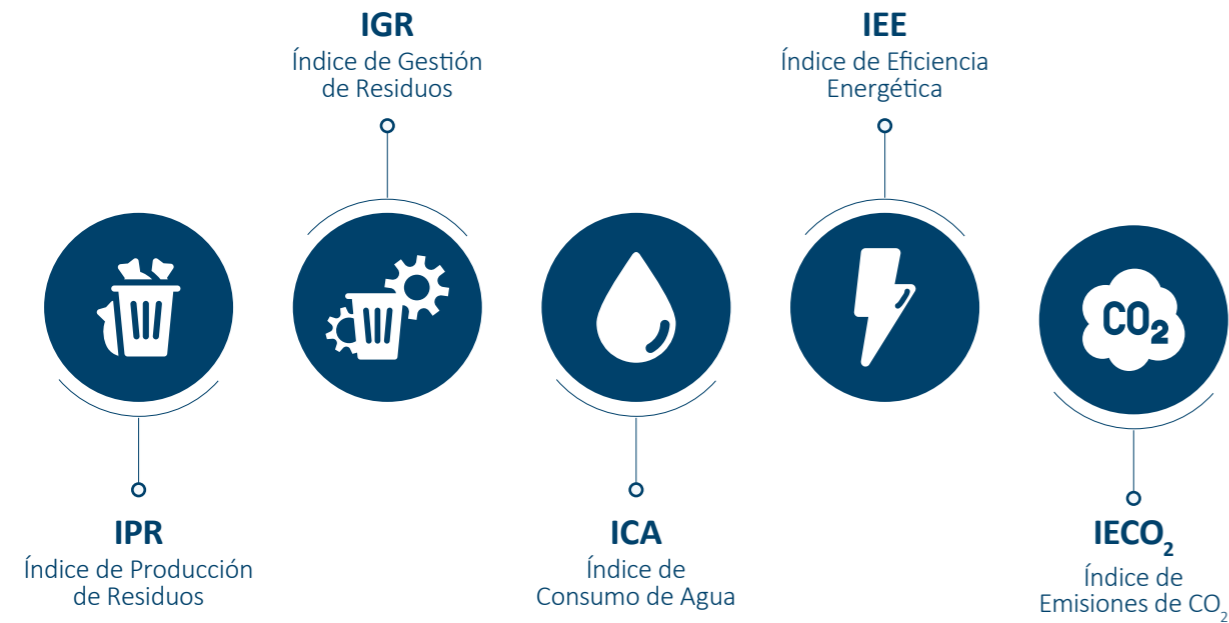 IGR
Índice de Gestión
de Residuos
IEE
Índice de Eficiencia
Energética
CO₂
IPR
Índice de Producción
de Residuos
ICA
Índice de
Consumo de Agua
IECO₂
Índice de
Emisiones de CO₂